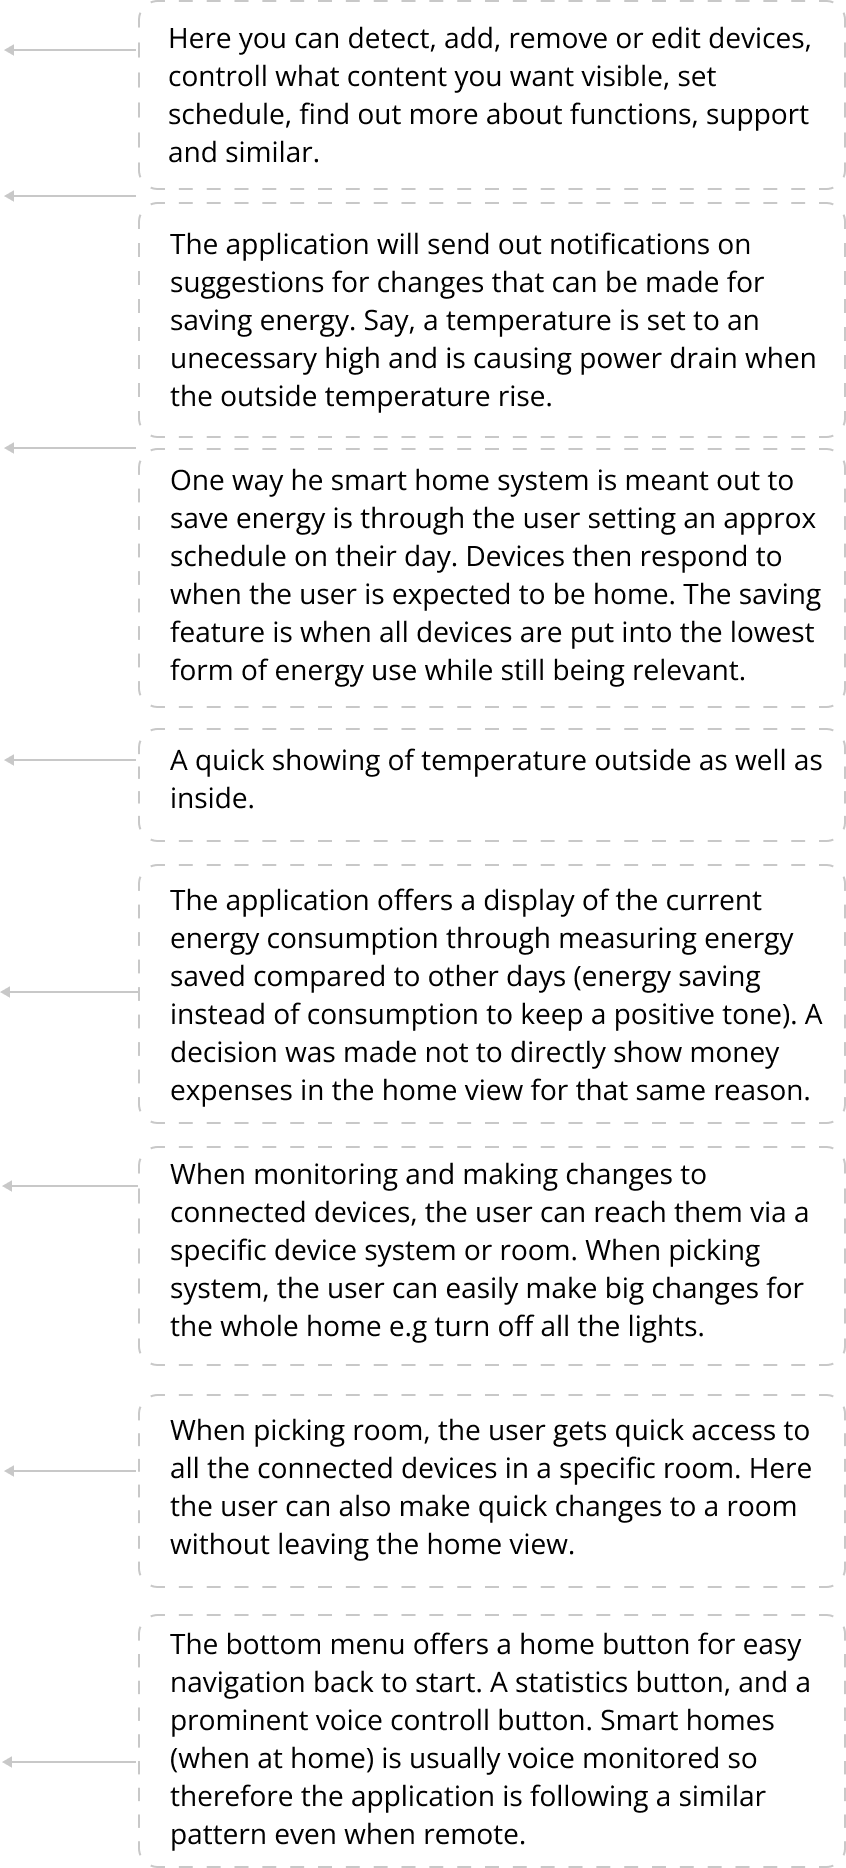 Here you can detect, add, remove or edit devices,
controll what content you want visible, set
schedule, find out more about functions, support
and similar.
The application will send out notifications on
suggestions for changes that can be made for
saving energy. Say, a temperature is set to an
unecessary high and is causing power drain when
the outside temperature rise.
One way he smart home system is meant out to
save energy is through the user setting an approx
schedule on their day. Devices then respond to
when the user is expected to be home. The saving
feature is when all devices are put into the lowest
form of energy use while still being relevant.
A quick showing of temperature outside as well as
inside.
The application offers a display of the current
energy consumption through measuring energy
saved compared to other days (energy saving
instead of consumption to keep a positive tone). A
decision was made not to directly show money
expenses in the home view for that same reason.
When monitoring and making changes to
connected devices, the user can reach them via a
specific device system or room. When picking
system, the user can easily make big changes for
the whole home e.g turn off all the lights.
When picking room, the user gets quick access to
all the connected devices in a specific room. Here
the user can also make quick changes to a room
without leaving the home view.
The bottom menu offers a home button for easy
navigation back to start. A statistics button, and a
prominent voice controll button. Smart homes
(when at home) is usually voice monitored so
therefore the application is following a similar
pattern even when remote.